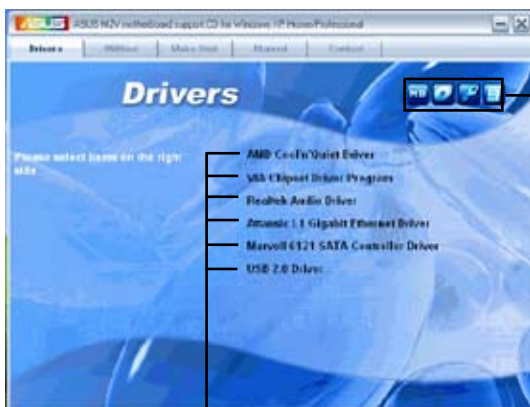 ASUS M2V motherboard support CD for Windows XP Home/Professional
Drivers Utilities Make Disk Manual Contact
Drivers
Please select items on the right
side
AMD Cool'n'Quiet Driver
VIA Chipset Driver Program
Realtek Audio Driver
Attansic L1 Gigabit Ethernet Driver
Marvell 6121 SATA Controller Driver
USB 2.0 Driver